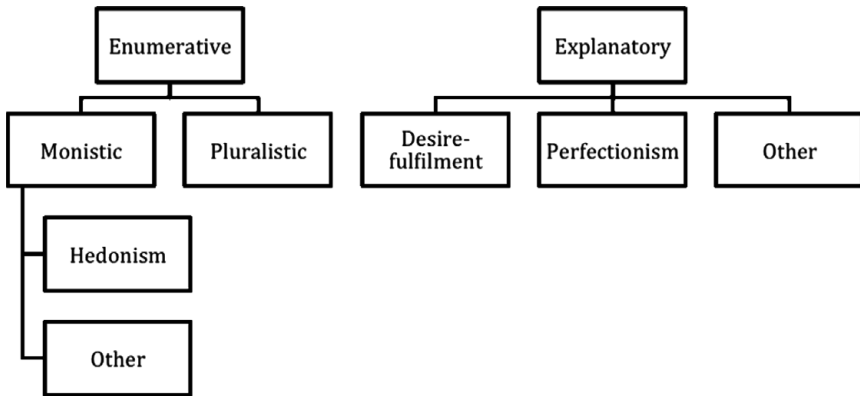 Enumerative
Explanatory
Monistic
Pluralistic
Desire-
fulfilment
Perfectionism
Other
Hedonism
Other